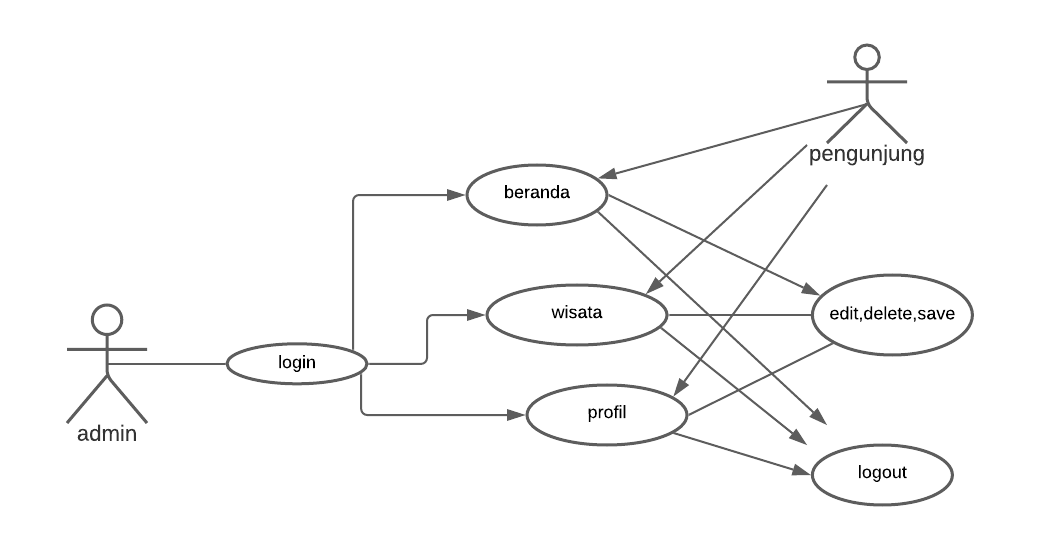 pengunjung
beranda
wisata
edit,delete,save
login
profil
admin
logout